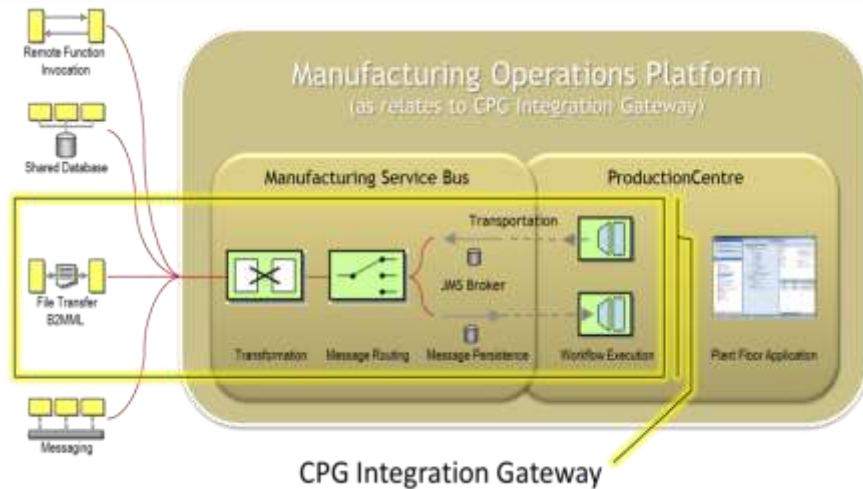 Remote Function
Invocation
Manufacturing Operations Platform
(as relates to CPG Integration Gateway)
Shared Database
Manufacturing Service Bus
ProductionCentre
Transportation
File Transfer
B2MML
JMS Broker
Transformation
Message Routing
Message Persistence
Workflow Execution
Plant Floor Application
Messaging
CPG Integration Gateway